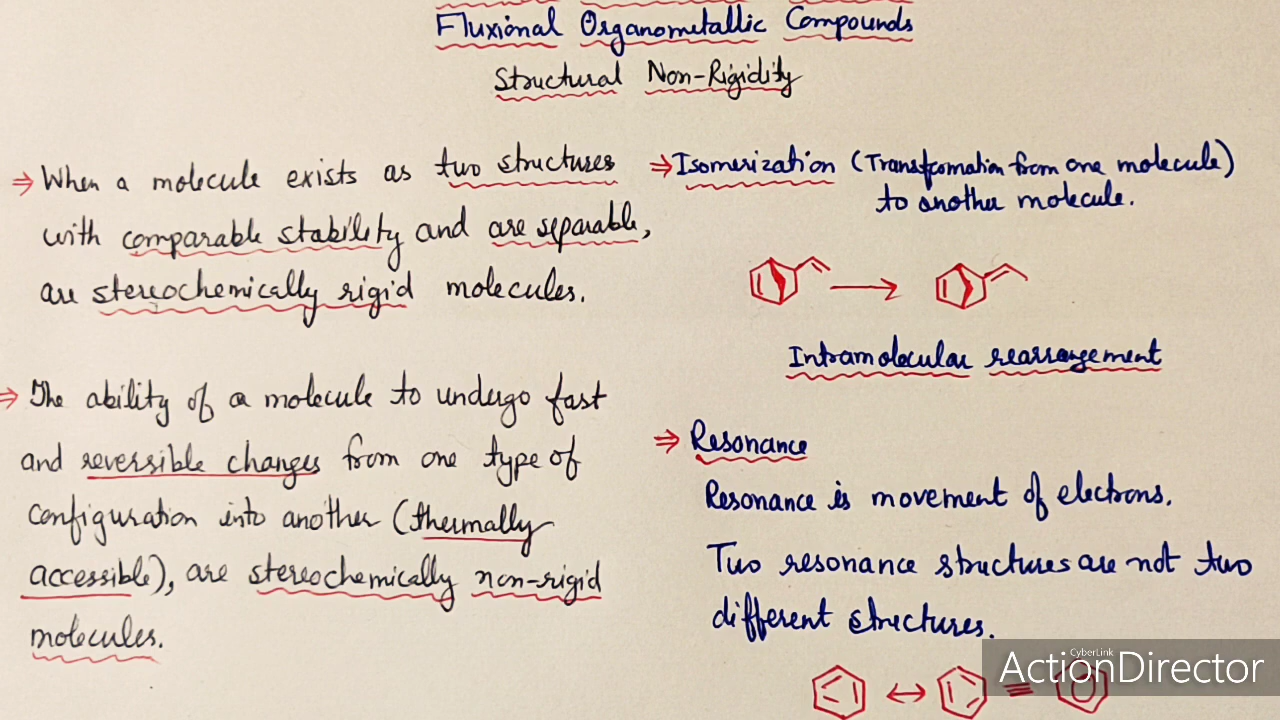 Fluxional Organometallic Compounds
Structural Non-Rigidity
⇒ When a molecule exists as two structures
with comparable stability and are separable,
are stereochemically rigid molecules.
⇒ The ability of a molecule to undergo fast
and reversible changes from one type of
configuration into another (thermally
accessible), are stereochemically non-rigid
molecules.
⇒ Isomerization (Transformation from one molecule)
to another molecule.
Intramolecular rearrangement
⇒ Resonance
Resonance is movement of electrons.
Two resonance structures are not two
different structures.
CyberLink
ActionDirector